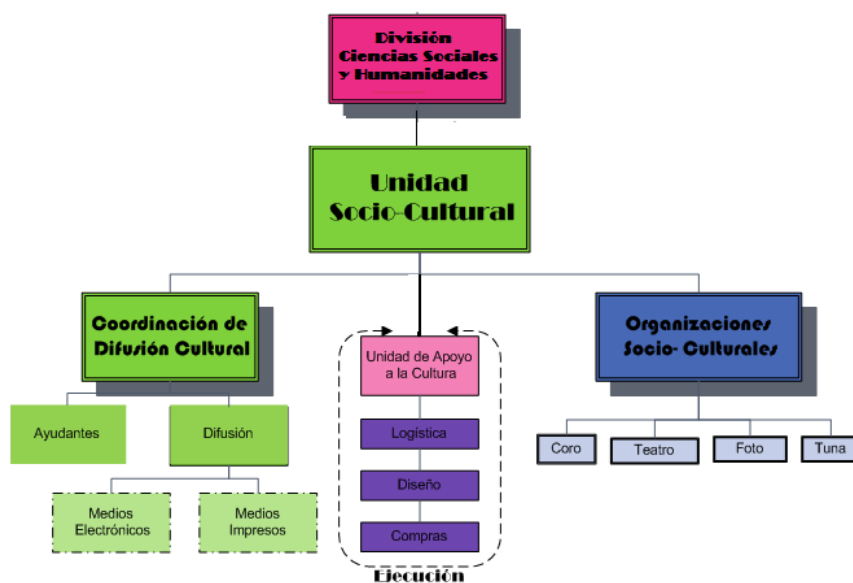 División
Ciencias Sociales
y Humanidades
Unidad
Socio-Cultural
Coordinación de
Difusión Cultural
Ayudantes
Difusión
Medios
Electrónicos
Medios
Impresos
Unidad de Apoyo
a la Cultura
Logística
Diseño
Compras
Ejecución
Organizaciones
Socio- Culturales
Coro
Teatro
Foto
Tuna